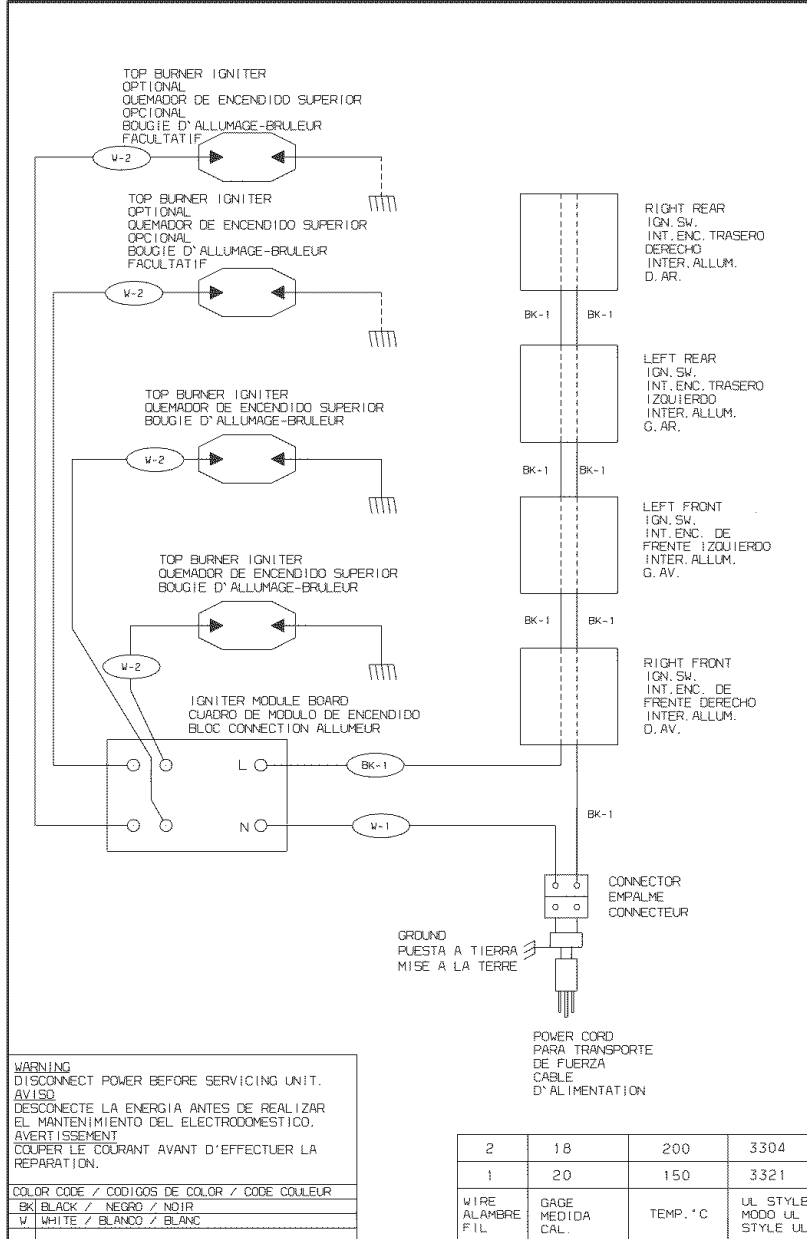 TOP BURNER IGNITER
OPTIONAL
QUEMADOR DE ENCENDIDO SUPERIOR
OPCIONAL
BOUGIE D'ALLUMAGE-BRULEUR
FACULTATIF
W-2
TOP BURNER IGNITER
OPTIONAL
QUEMADOR DE ENCENDIDO SUPERIOR
OPCIONAL
BOUGIE D'ALLUMAGE-BRULEUR
FACULTATIF
W-2
TOP BURNER IGNITER
QUEMADOR DE ENCENDIDO SUPERIOR
BOUGIE D'ALLUMAGE-BRULEUR
W-2
TOP BURNER IGNITER
QUEMADOR DE ENCENDIDO SUPERIOR
BOUGIE D'ALLUMAGE-BRULEUR
W-2
IGNITER MODULE BOARD
CUADRO DE MODULO DE ENCENDIDO
BLOC CONNECTION ALLUMEUR
L
BK-1
N
W-1
RIGHT REAR
IGN. SW.
INT. ENC. TRASERO
DERECHO
INTER. ALLUM.
D. AR.
BK-1 BK-1
LEFT REAR
IGN. SW.
INT. ENC. TRASERO
IZQUIERDO
INTER. ALLUM.
G. AR.
BK-1 BK-1
LEFT FRONT
IGN. SW.
INT. ENC. DE
FRENTE IZQUIERDO
INTER. ALLUM.
G. AV.
BK-1 BK-1
RIGHT FRONT
IGN. SW.
INT. ENC. DE
FRENTE DERECHO
INTER. ALLUM.
D. AV.
BK-1
CONNECTOR
EMPALME
CONNECTEUR
GROUND
PUESTA A TIERRA
MISE A LA TERRE
POWER CORD
PARA TRANSPORTE
DE FUERZA
CABLE
D'ALIMENTATION
WARNING
DISCONNECT POWER BEFORE SERVICING UNIT.
AVISO
DESCONECTE LA ENERGIA ANTES DE REALIZAR
EL MANTENIMIENTO DEL ELECTRODOMESTICO.
AVERTISSEMENT
COUPER LE COURANT AVANT D'EFFECTUER LA
REPARATION.
COLOR CODE / CODIGOS DE COLOR / CODE COULEUR
BK BLACK / NEGRO / NOIR
W WHITE / BLANCO / BLANC
2 18 200 3304
1 20 150 3321
WIRE
ALAMBRE
FIL
GAGE
MEDIDA
CAL.
TEMP. °C
UL STYLE
MODO UL
STYLE UL